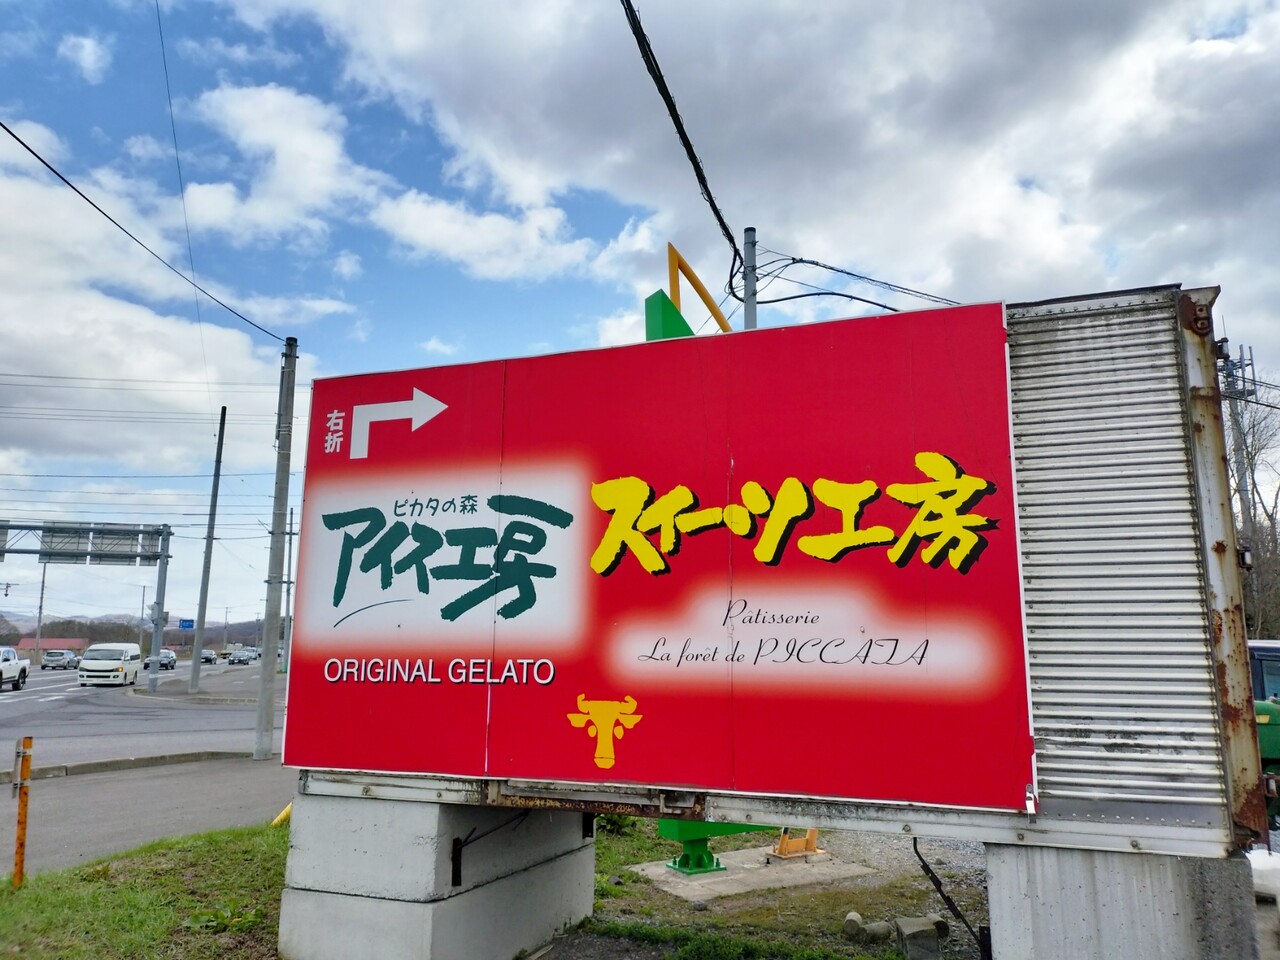 右折
ピカタの森
アイス工房
ORIGINAL GELATO
スイーツ工房
Pâtisserie
La forêt de PICCATA